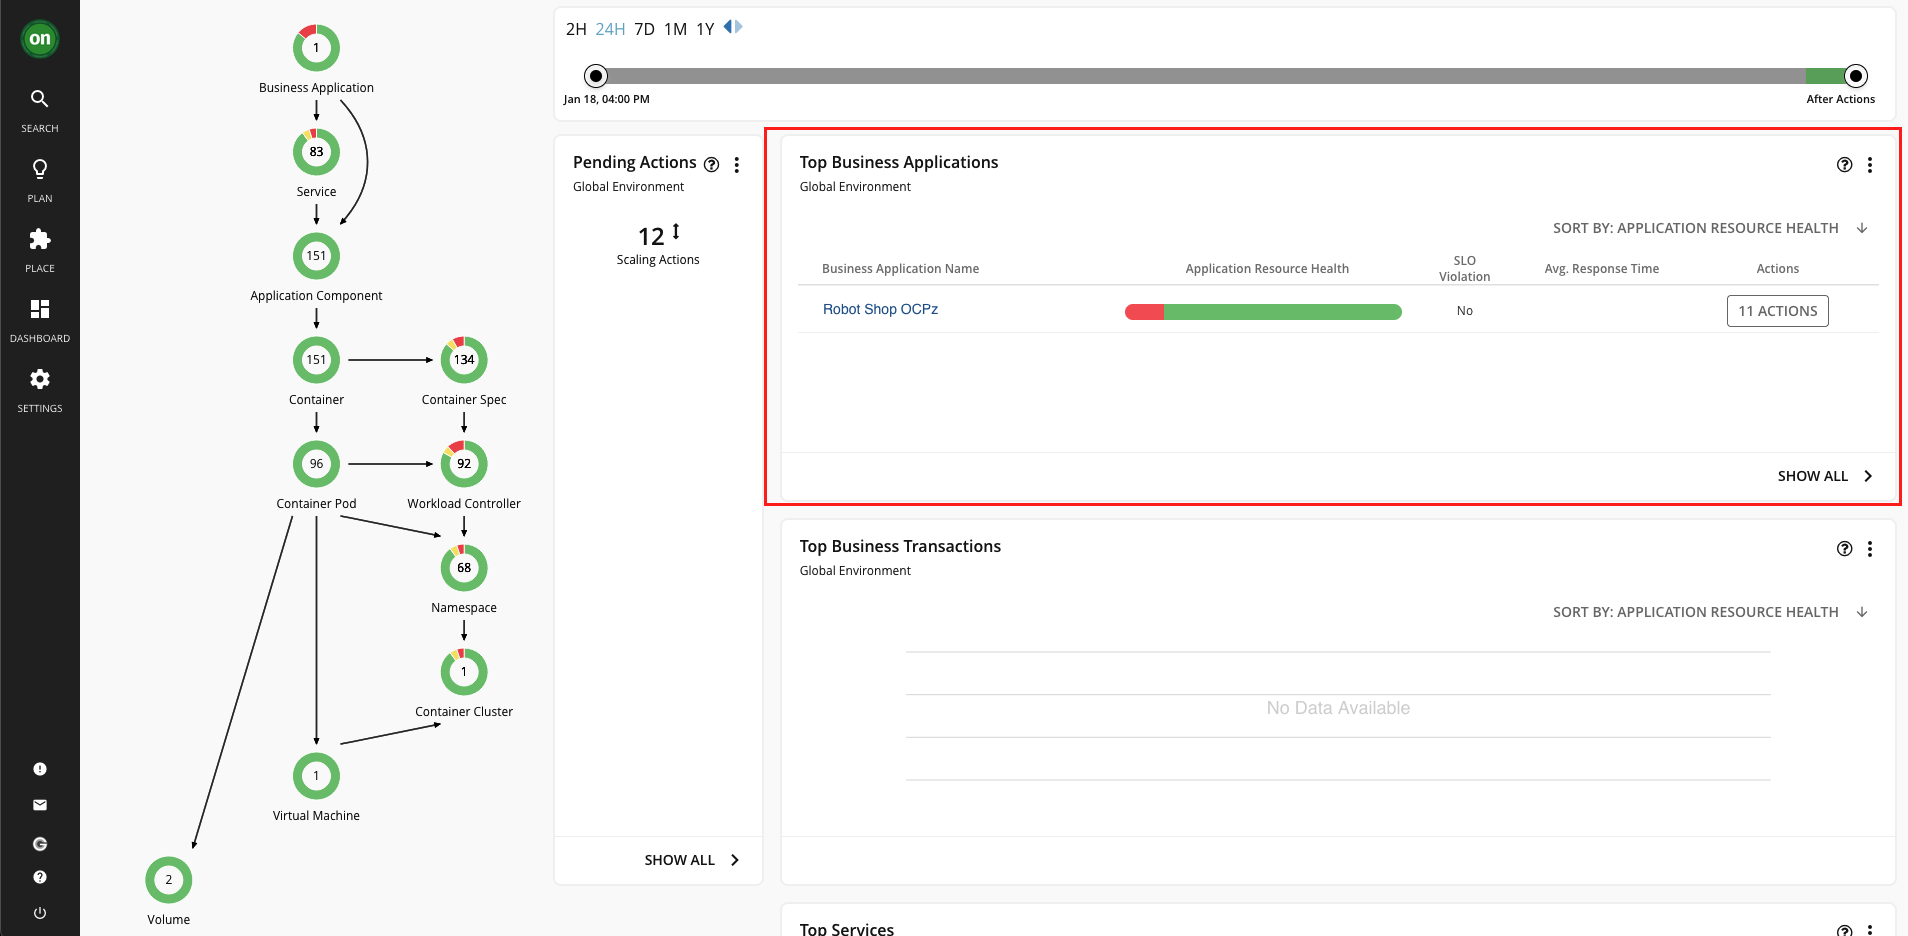 on
SEARCH
PLAN
PLACE
DASHBOARD
SETTINGS
1
Business Application
83
Service
151
Application Component
151
Container
134
Container Spec
96
Container Pod
92
Workload Controller
68
Namespace
1
Container Cluster
1
Virtual Machine
2
Volume
2H 24H 7D 1M 1Y
Jan 18, 04:00 PM
After Actions
Pending Actions
Global Environment
12
Scaling Actions
SHOW ALL
Top Business Applications
Global Environment
SORT BY: APPLICATION RESOURCE HEALTH
Business Application Name
Application Resource Health
SLO
Violation
Avg. Response Time
Actions
Robot Shop OCPz
No
11 ACTIONS
SHOW ALL
Top Business Transactions
Global Environment
SORT BY: APPLICATION RESOURCE HEALTH
No Data Available
Top Services